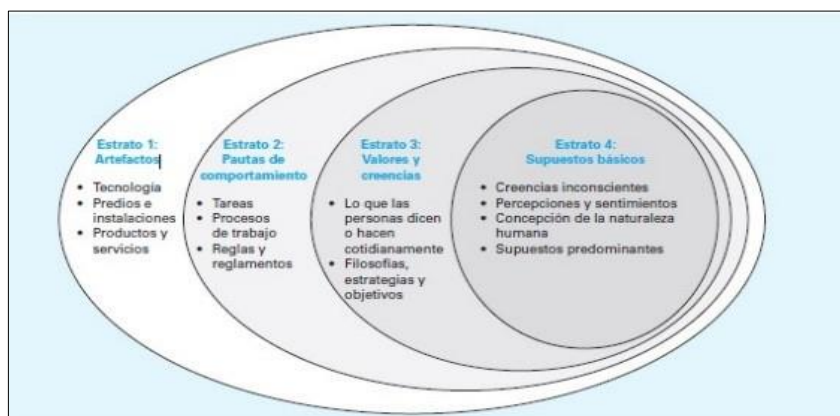 Estrato 1:
Artefactos
• Tecnología
• Predios e
instalaciones
• Productos y
servicios
Estrato 2:
Pautas de
comportamiento
• Tareas
• Procesos
de trabajo
• Reglas y
reglamentos
Estrato 3:
Valores y
creencias
• Lo que las
personas dicen
o hacen
cotidianamente
• Filosofías,
estrategias y
objetivos
Estrato 4:
Supuestos básicos
• Creencias inconscientes
• Percepciones y sentimientos
• Concepción de la naturaleza
humana
• Supuestos predominantes